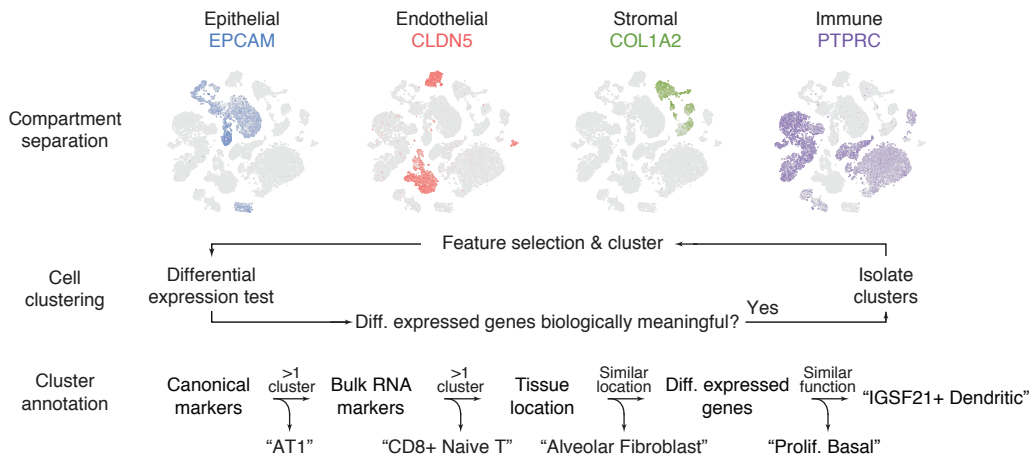 Epithelial
EPCAM
Endothelial
CLDN5
Stromal
COL1A2
Immune
PTPRC
Compartment
separation
Feature selection & cluster
Cell
clustering
Differential
expression test
Isolate
clusters
Diff. expressed genes biologically meaningful?
Yes
Cluster
annotation
Canonical
markers
>1
cluster
Bulk RNA
markers
>1
cluster
Tissue
location
Similar
location
Diff. expressed
genes
Similar
function
“IGSF21+ Dendritic”
“AT1”
“CD8+ Naive T”
“Alveolar Fibroblast”
“Prolif. Basal”